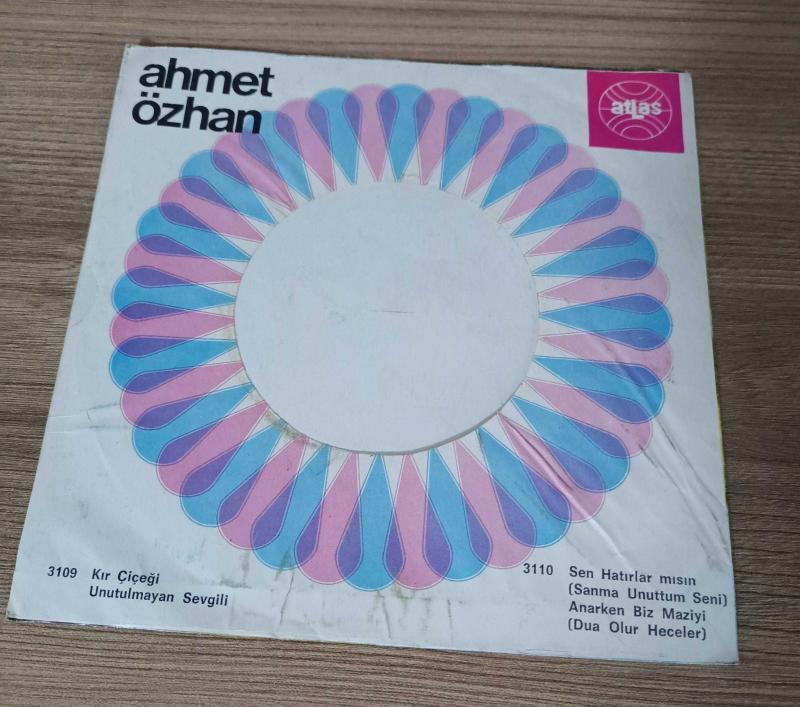 ahmet
özhan
atlas
3109 Kır Çiçeği
Unutulmayan Sevgili
3110 Sen Hatırlar mısın
(Sanma Unuttum Seni)
Anarken Biz Maziyi
(Dua Olur Heceler)